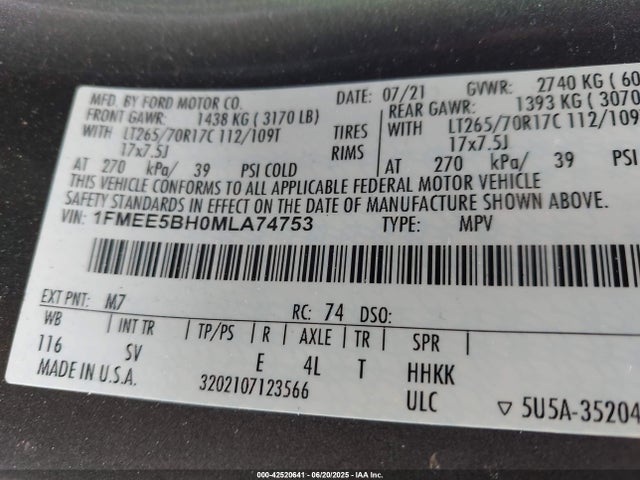 MFD. BY FORD MOTOR CO.
DATE: 07/21 GVWR: 2740 KG ( 60
FRONT GAWR: 1438 KG ( 3170 LB)
REAR GAWR: 1393 KG ( 3070
WITH LT265/70R17C 112/109T TIRES
WITH LT265/70R17C 112/109T
17x7.5J RIMS
17x7.5J
AT 270 kPa/ 39 PSI COLD
AT 270 kPa/ 39 PSI
THIS VEHICLE CONFORMS TO ALL APPLICABLE FEDERAL MOTOR VEHICLE
SAFETY STANDARDS IN EFFECT ON THE DATE OF MANUFACTURE SHOWN ABOVE.
VIN: 1FMEE5BH0MLA74753 TYPE: MPV
EXT PNT: M7 RC: 74 DSO:
WB INT TR TP/PS R AXLE TR SPR
116 SV E 4L T HHKK
MADE IN U.S.A. 3202107123566 ULC ▽ 5U5A-35204
000-42520641 - 06/20/2025 - IAA Inc.